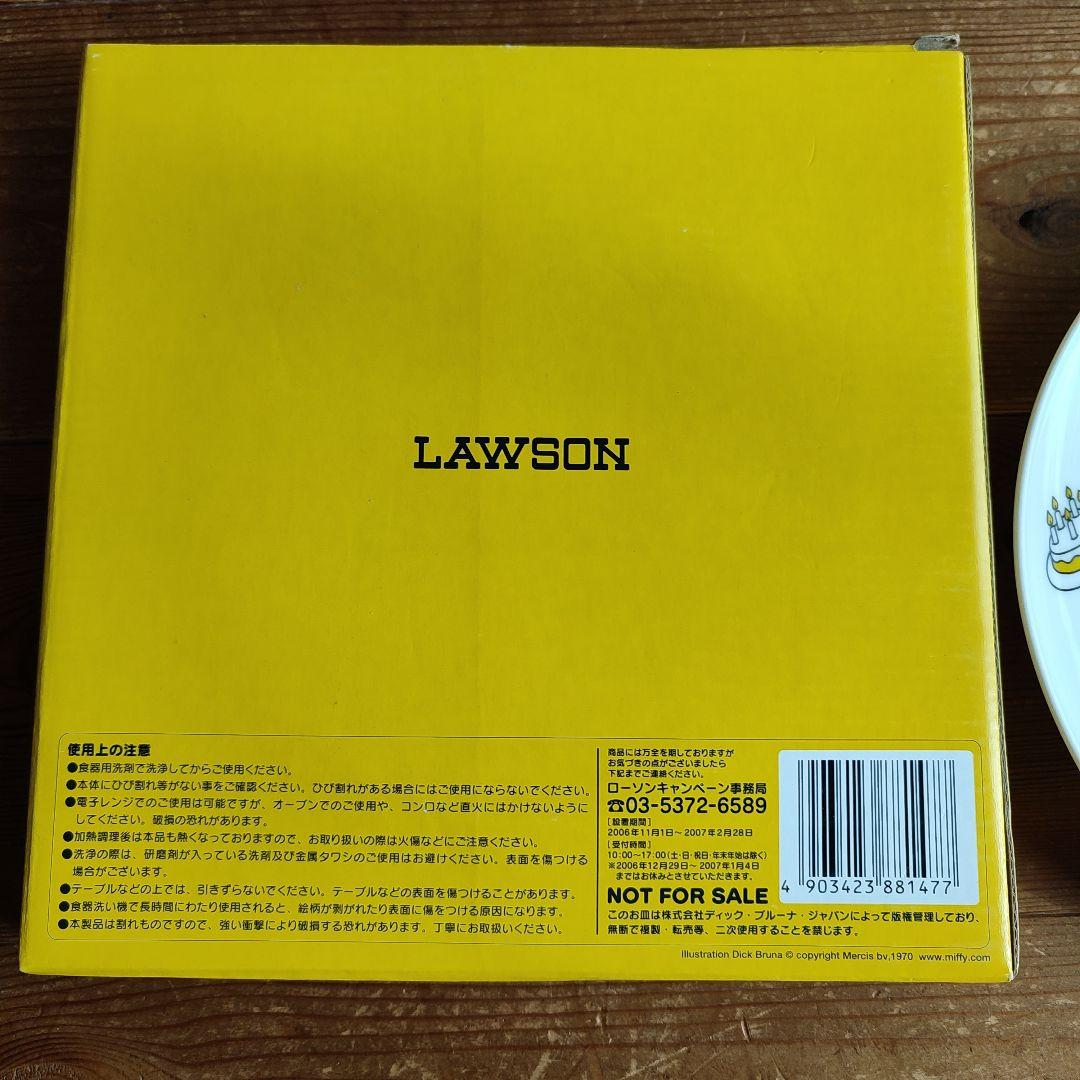 LAWSON
使用上の注意
●食器用洗剤で洗浄してからご使用ください。
●本体にひび割れ等がない事をご確認ください。ひび割れがある場合にはご使用にならないでください。
●電子レンジでのご使用は可能ですが、オーブンでのご使用や、コンロなど直火にはかけないように
してください。破損の恐れがあります。
●加熱調理後は本品も熱くなっておりますので、お取り扱いの際は火傷などにご注意ください。
●洗浄の際は、研磨剤が入っている洗剤及び金属タワシのご使用はお避けください。表面を傷つける
場合がございます。
●テーブルなどの上では、引きずらないでください。テーブルなどの表面を傷つけることがあります。
●食器洗い機で長時間にわたり使用されると、絵柄が剥がれたり表面に傷をつける原因になります。
●本製品は割れものですので、強い衝撃により破損する恐れがあります。丁寧にお取扱いください。
商品には万全を期しておりますが
お気づきの点がございましたら
下記までご連絡ください。
ローソンキャンペーン事務局
☎03-5372-6589
[設置期間]
2006年11月1日～2007年2月28日
[受付時間]
10:00～17:00(土・日・祝日・年末年始は除く)
※2006年12月29日～2007年1月4日
まではお休みとさせていただきます。
NOT FOR SALE
4 903423 881477
このお皿は株式会社ディック・ブルーナ・ジャパンによって版権管理しており、
無断で複製・転売等、二次使用することを禁じます。
Illustration Dick Bruna © copyright Mercis bv,1970 www.miffy.com